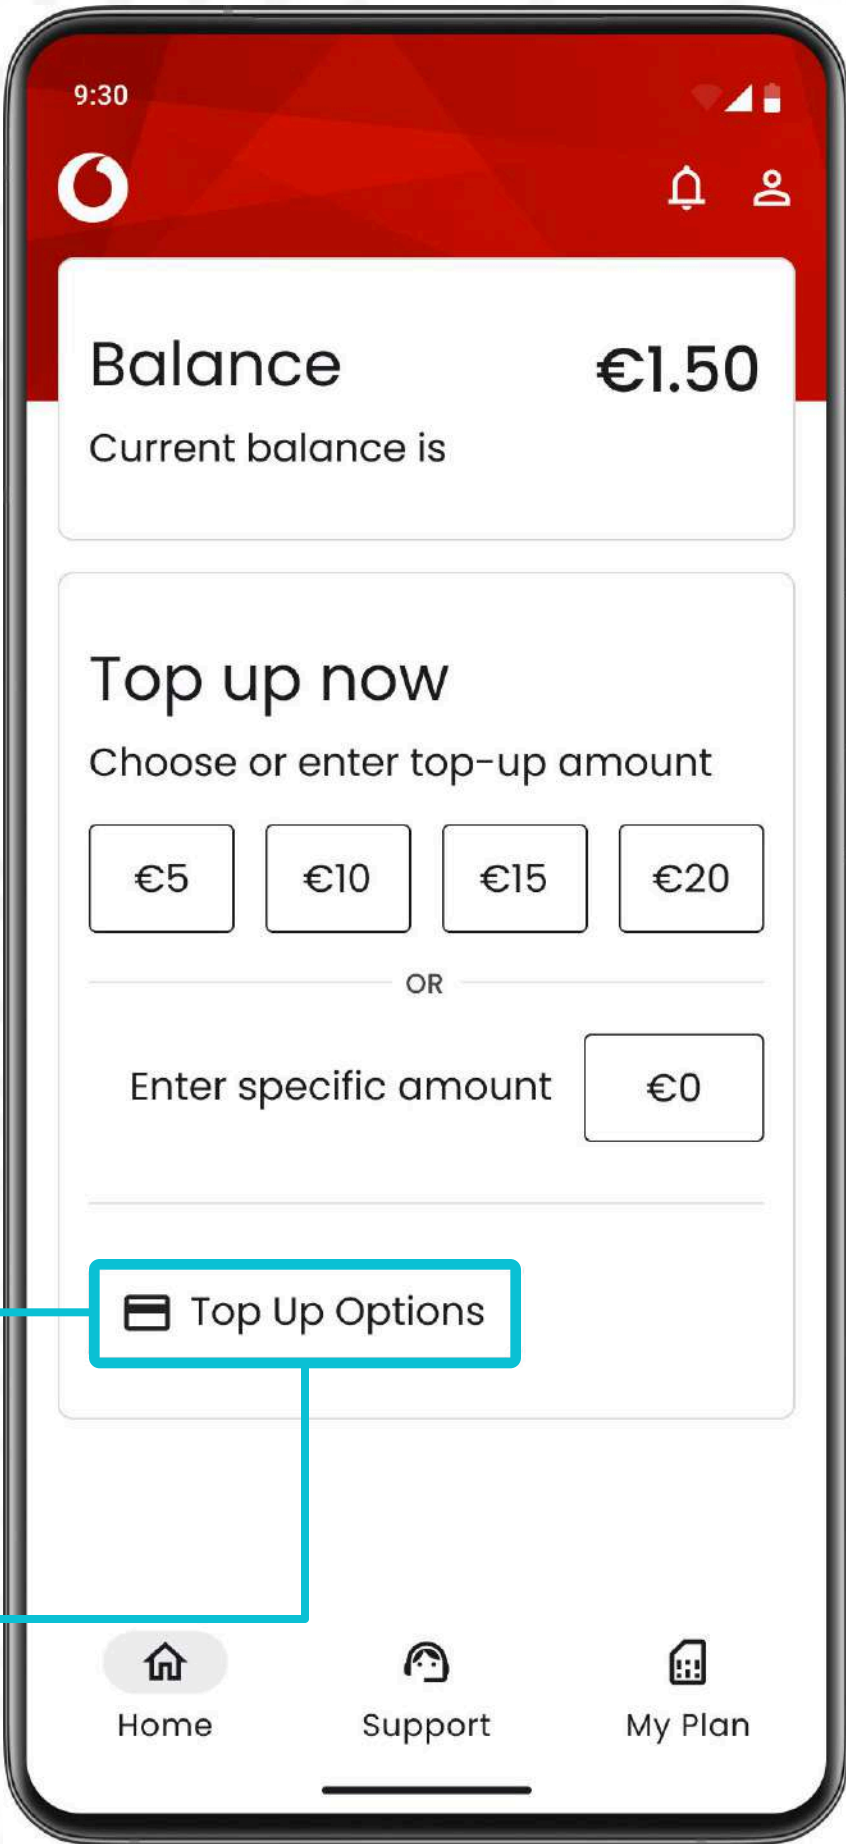 9:30
Balance €1.50
Current balance is
Top up now
Choose or enter top-up amount
€5 €10 €15 €20
OR
Enter specific amount €0
Top Up Options
Home Support My Plan